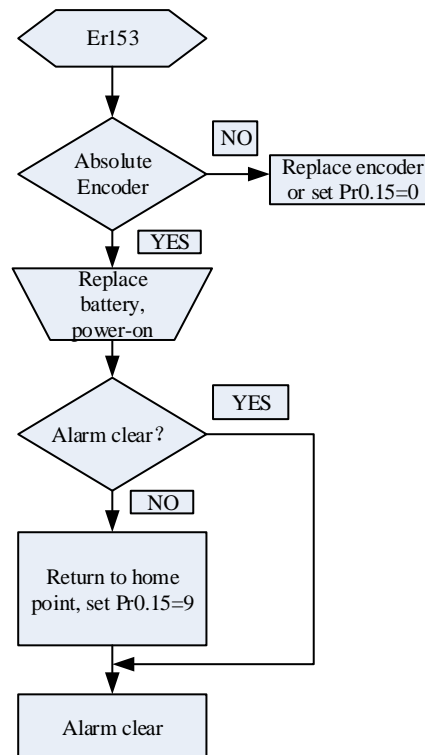 Er153
Absolute
Encoder
NO
Replace encoder
or set Pr0.15=0
YES
Replace
battery,
power-on
Alarm clear?
YES
NO
Return to home
point, set Pr0.15=9
Alarm clear